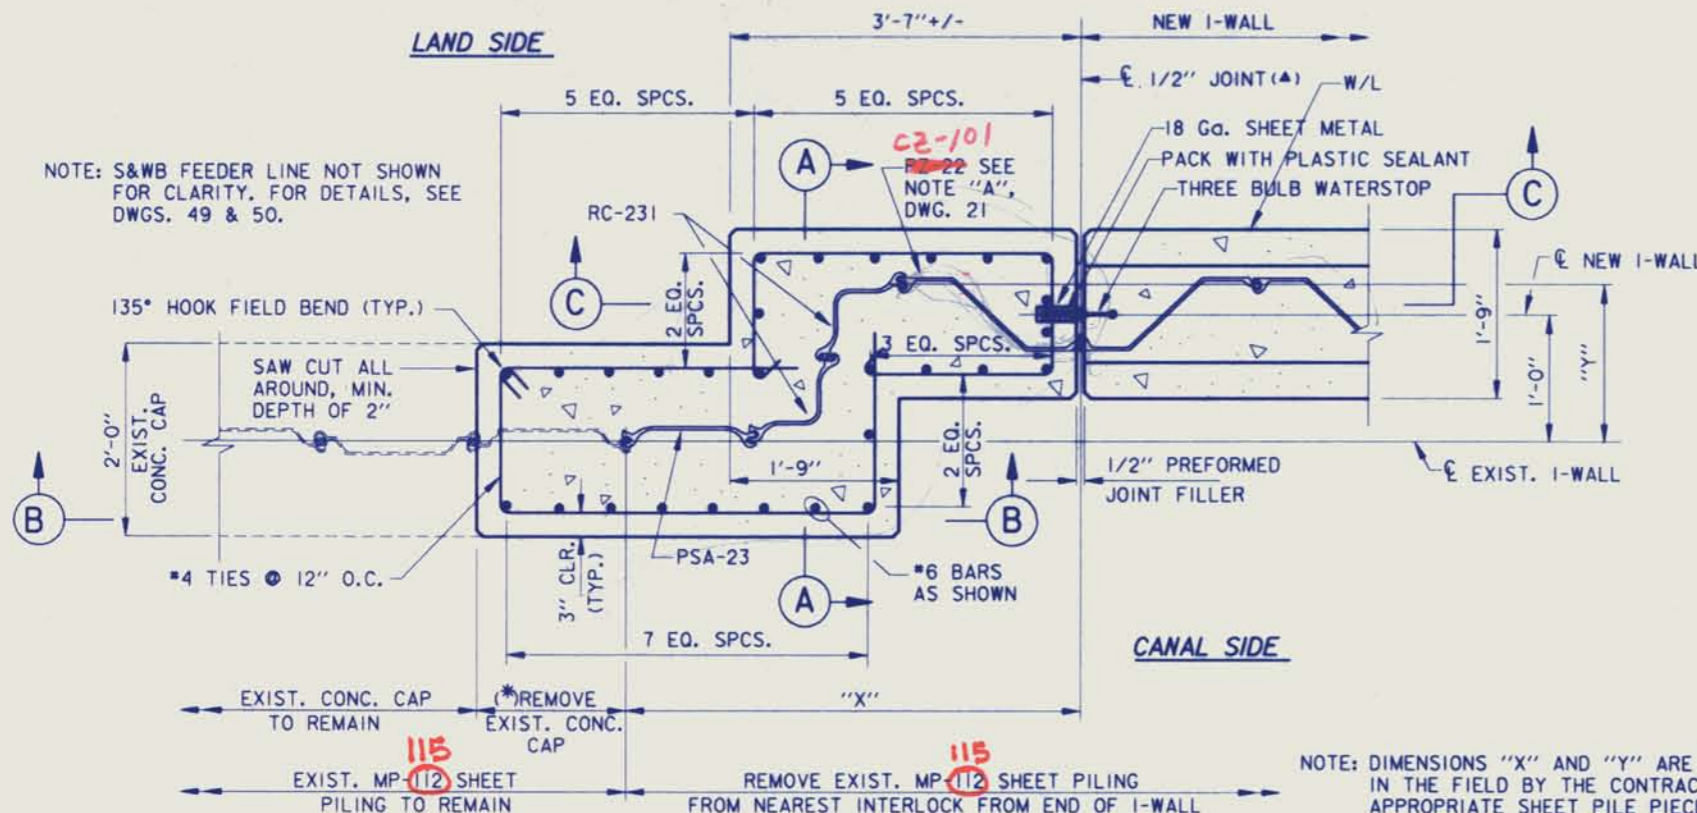 LAND SIDE
3'-7"+/-
NEW I-WALL
℄ 1/2" JOINT(▲)
W/L
5 EQ. SPCS.
5 EQ. SPCS.
18 Ga. SHEET METAL
PACK WITH PLASTIC SEALANT
THREE BULB WATERSTOP
CZ-101
PZ-22 SEE
NOTE "A",
DWG. 21
A
C
NOTE: S&WB FEEDER LINE NOT SHOWN
FOR CLARITY. FOR DETAILS, SEE
DWGS. 49 & 50.
RC-231
C
℄ NEW I-WALL
135° HOOK FIELD BEND (TYP.)
2 EQ.
SPCS.
3 EQ. SPCS.
1'-9"
1'-0"
"Y"
SAW CUT ALL
AROUND, MIN.
DEPTH OF 2"
2'-0"
EXIST.
CONC. CAP
2 EQ.
SPCS.
1'-9"
1/2" PREFORMED
JOINT FILLER
℄ EXIST. I-WALL
B
B
#4 TIES @ 12" O.C.
3" CLR.
(TYP.)
PSA-23
A
#6 BARS
AS SHOWN
7 EQ. SPCS.
CANAL SIDE
EXIST. CONC. CAP
TO REMAIN
(*)REMOVE
EXIST. CONC.
CAP
"X"
115
EXIST. MP-112 SHEET
PILING TO REMAIN
115
REMOVE EXIST. MP-112 SHEET PILING
FROM NEAREST INTERLOCK FROM END OF I-WALL
NOTE: DIMENSIONS "X" AND "Y" ARE
IN THE FIELD BY THE CONTRAC
APPROPRIATE SHEET PILE PIEC